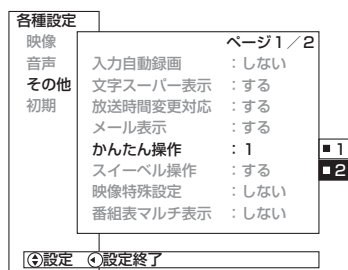 各種設定
映像
音声
その他
初期
ページ1/2
入力自動録画 :しない
文字スーパー表示 :する
放送時間変更対応 :する
メール表示 :する
かんたん操作 :1
■1
■2
スイーベル操作 :する
映像特殊設定 :しない
番組表マルチ表示 :しない
設定 設定終了